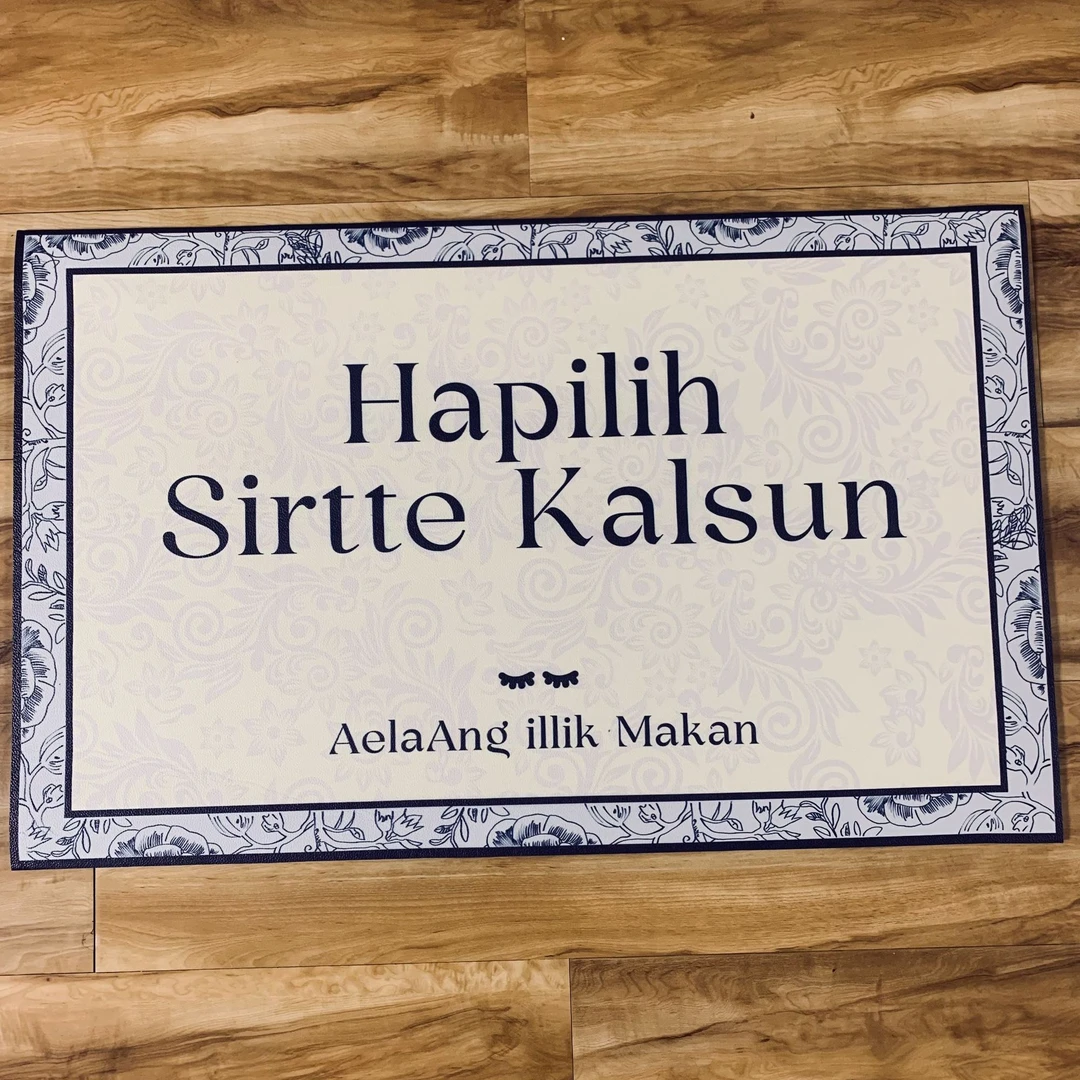 Hapilih
Sirtte Kalsun
AelaAng illik Makan